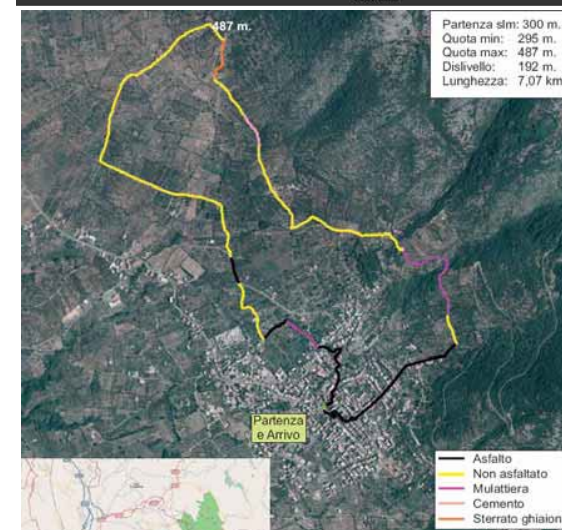 Partenza slm: 300 m.
Quota min: 295 m.
Quota max: 487 m.
Dislivello: 192 m.
Lunghezza: 7,07 km
487 m.
Partenza
e Arrivo
Asfalto
Non asfaltato
Mulattiera
Cemento
Sterrato ghiaion